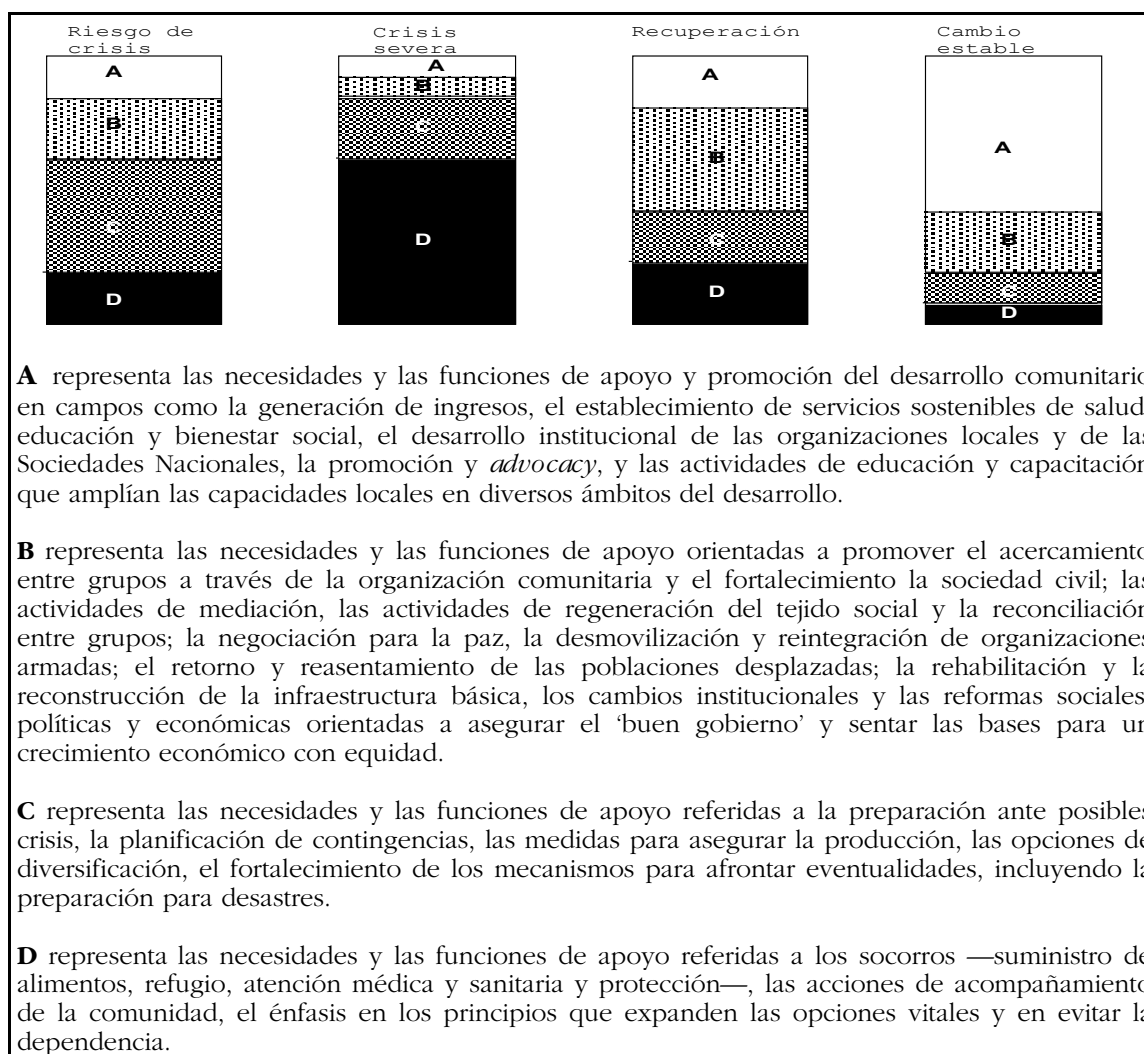 Riesgo de Crisis Recuperación Cambio
crisis severa estable
A A A A
B B B B
C C C C
D D D D
A representa las necesidades y las funciones de apoyo y promoción del desarrollo comunitario
en campos como la generación de ingresos, el establecimiento de servicios sostenibles de salud
educación y bienestar social, el desarrollo institucional de las organizaciones locales y de las
Sociedades Nacionales, la promoción y advocacy, y las actividades de educación y capacitación
que amplían las capacidades locales en diversos ámbitos del desarrollo.
B representa las necesidades y las funciones de apoyo orientadas a promover el acercamiento
entre grupos a través de la organización comunitaria y el fortalecimiento la sociedad civil; las
actividades de mediación, las actividades de regeneración del tejido social y la reconciliación
entre grupos; la negociación para la paz, la desmovilización y reintegración de organizaciones
armadas; el retorno y reasentamiento de las poblaciones desplazadas; la rehabilitación y la
reconstrucción de la infraestructura básica, los cambios institucionales y las reformas sociales
políticas y económicas orientadas a asegurar el ‘buen gobierno’ y sentar las bases para un
crecimiento económico con equidad.
C representa las necesidades y las funciones de apoyo referidas a la preparación ante posibles
crisis, la planificación de contingencias, las medidas para asegurar la producción, las opciones de
diversificación, el fortalecimiento de los mecanismos para afrontar eventualidades, incluyendo la
preparación para desastres.
D representa las necesidades y las funciones de apoyo referidas a los socorros —suministro de
alimentos, refugio, atención médica y sanitaria y protección—, las acciones de acompañamiento
de la comunidad, el énfasis en los principios que expanden las opciones vitales y en evitar la
dependencia.